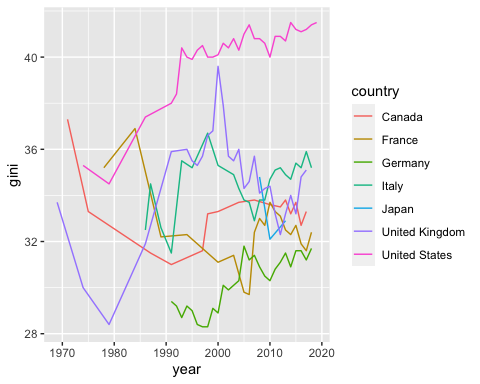 40
36
32
28
gini
1970
1980
1990
2000
2010
2020
year
country
Canada
France
Germany
Italy
Japan
United Kingdom
United States